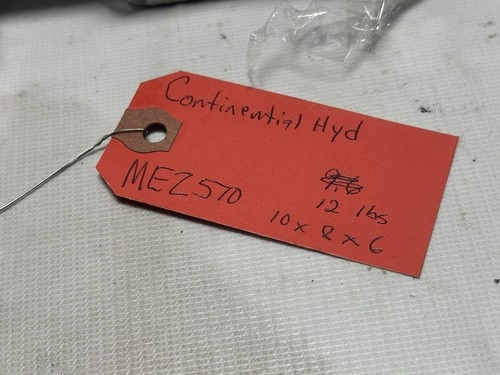 Continential Hyd
MEZ570
12 lbs
10 x 8 x 6